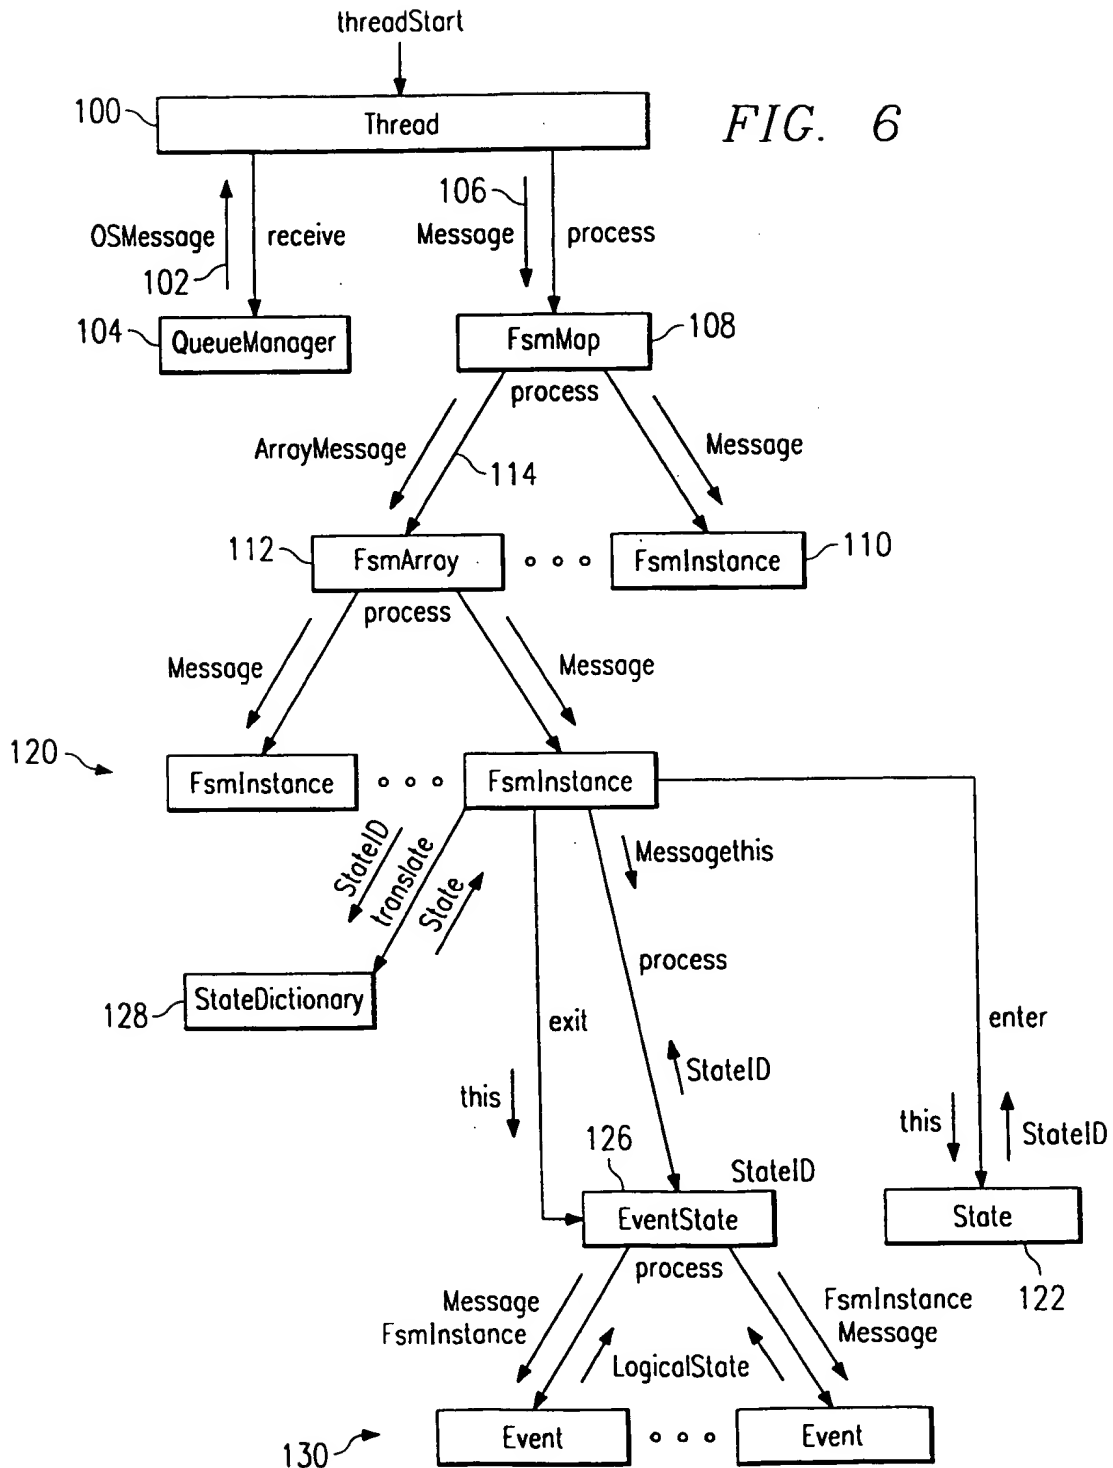 threadStart
100
Thread
FIG. 6
106
OSMessage
receive
Message
process
102
104
QueueManager
FsmMap
108
process
ArrayMessage
114
Message
112
FsmArray
FsmInstance
110
process
Message
Message
120
FsmInstance
FsmInstance
StateID
translate
State
Messagethis
process
128
StateDictionary
exit
enter
this
StateID
this
StateID
126
StateID
EventState
State
process
122
Message
FsmInstance
FsmInstance
Message
LogicalState
130
Event
Event